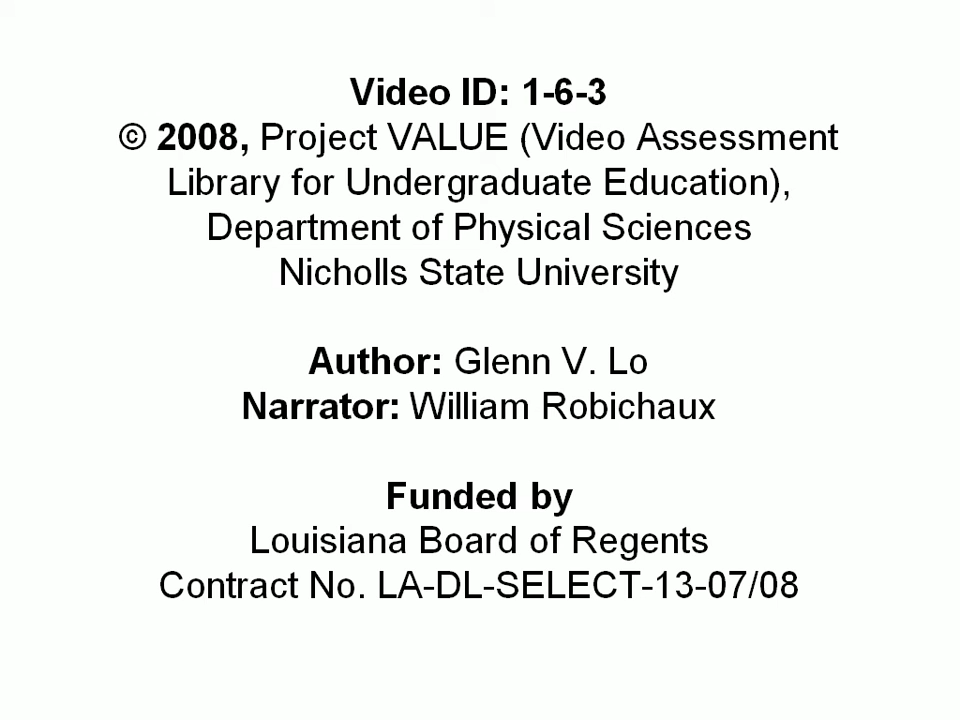 Video ID: 1-6-3
© 2008, Project VALUE (Video Assessment
Library for Undergraduate Education),
Department of Physical Sciences
Nicholls State University
Author: Glenn V. Lo
Narrator: William Robichaux
Funded by
Louisiana Board of Regents
Contract No. LA-DL-SELECT-13-07/08